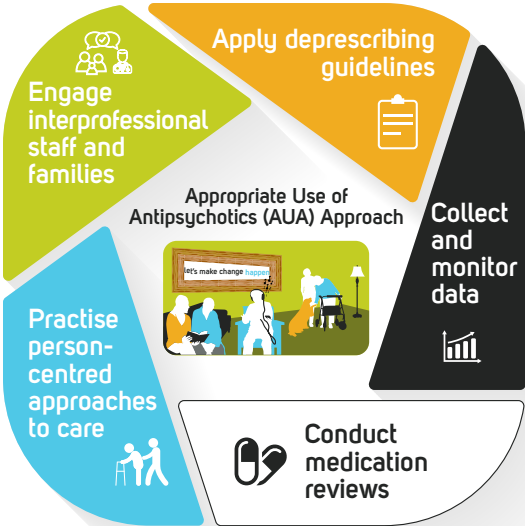 Engage
interprofessional
staff and
families
Apply deprescribing
guidelines
Collect
and
monitor
data
Conduct
medication
reviews
Practise
person-
centred
approaches
to care
Appropriate Use of
Antipsychotics (AUA) Approach
let's make change happen